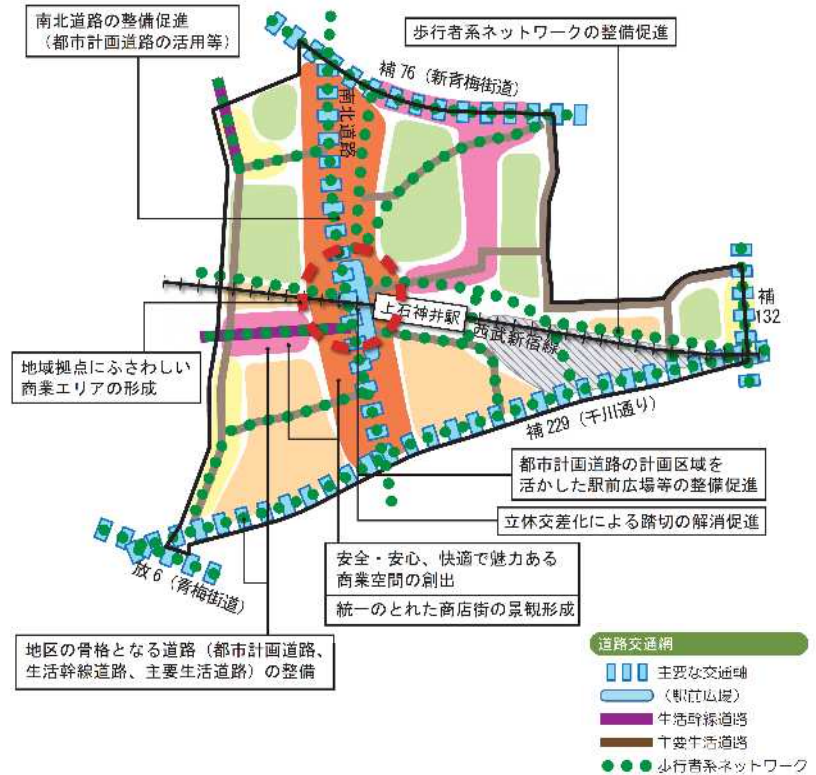 南北道路の整備促進
（都市計画道路の活用等）
歩行者系ネットワークの整備促進
補76（新青梅街道）
南北道路
上石神井駅
西武新宿線
補
132
地域拠点にふさわしい
商業エリアの形成
補229（千川通り）
都市計画道路の計画区域を
活かした駅前広場等の整備促進
立体交差化による踏切の解消促進
安全・安心、快適で魅力ある
商業空間の創出
統一のとれた商店街の景観形成
放6（青梅街道）
地区の骨格となる道路（都市計画道路、
生活幹線道路、主要生活道路）の整備
道路交通網
主要な交通軸
（駅前広場）
生活幹線道路
主要生活道路
歩行者系ネットワーク